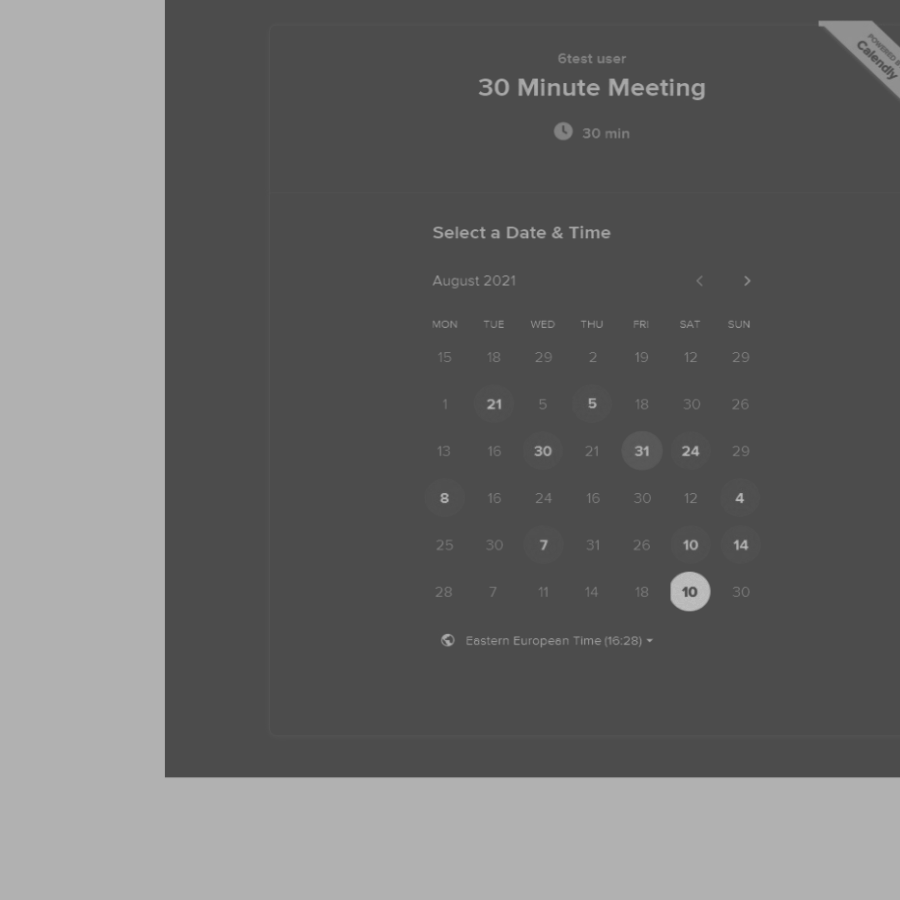 POWERED B
Calendly
6test user
30 Minute Meeting
30 min
Select a Date & Time
August 2021
MON TUE WED THU FRI SAT SUN
15 18 29 2 19 12 29
1 21 5 5 18 30 26
13 16 30 21 31 24 29
8 16 24 16 30 12 4
25 30 7 31 26 10 14
28 7 11 14 18 10 30
Eastern European Time (16:28)